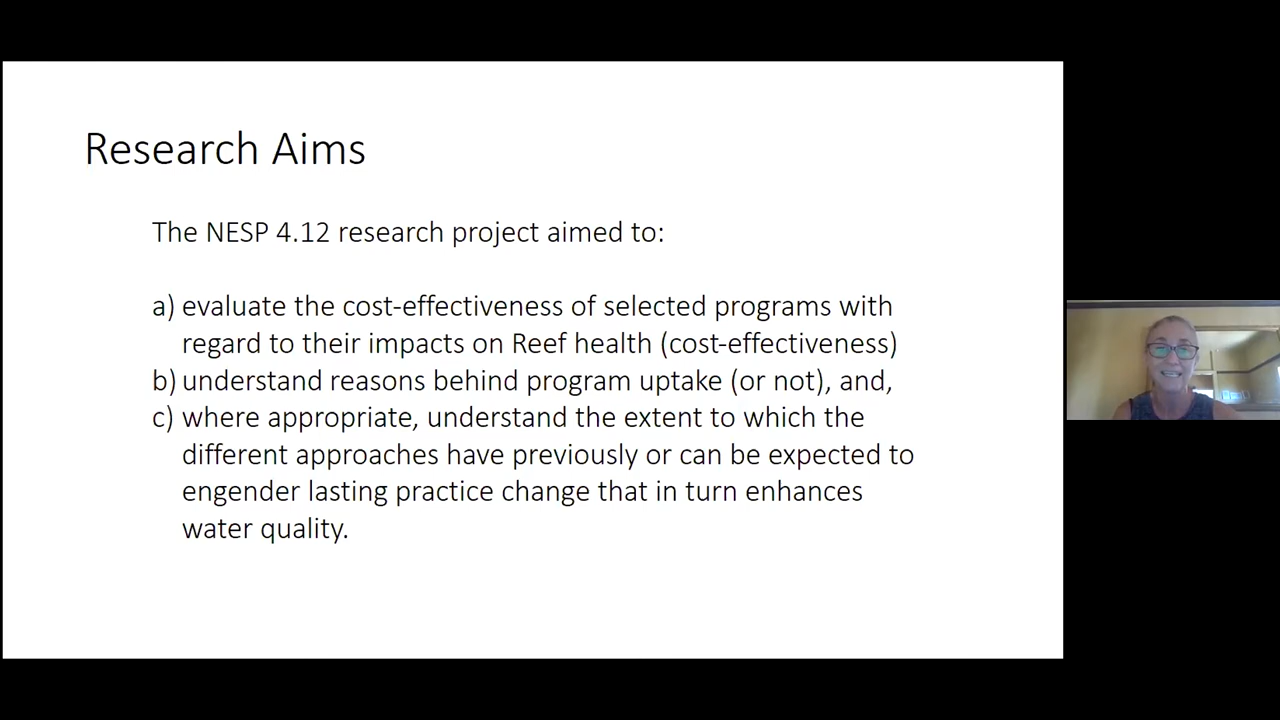 Research Aims
The NESP 4.12 research project aimed to:
a) evaluate the cost-effectiveness of selected programs with
regard to their impacts on Reef health (cost-effectiveness)
b) understand reasons behind program uptake (or not), and,
c) where appropriate, understand the extent to which the
different approaches have previously or can be expected to
engender lasting practice change that in turn enhances
water quality.